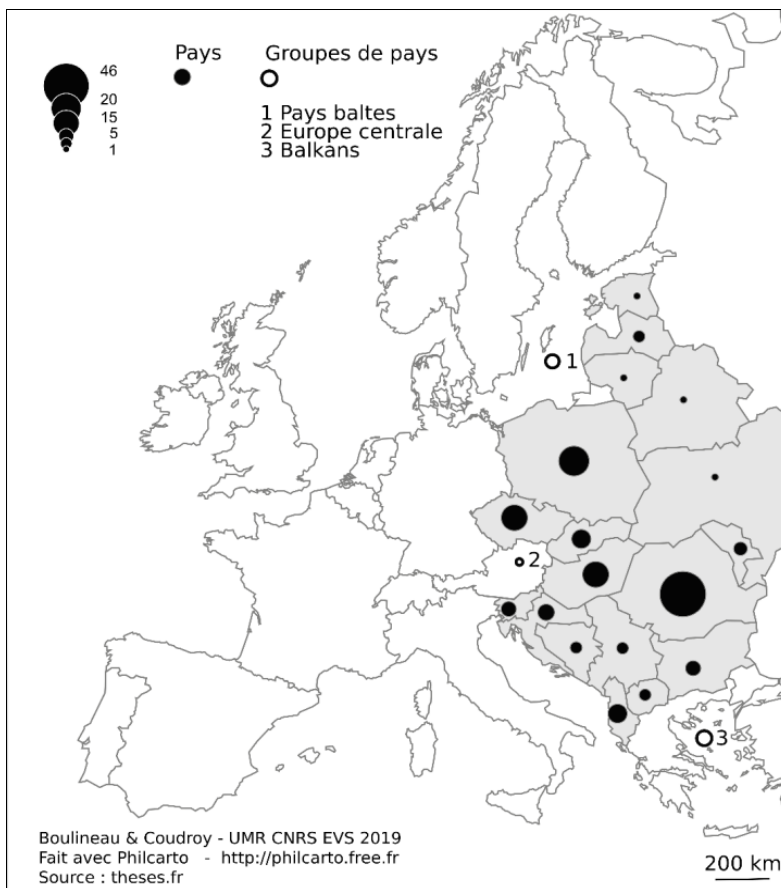 Pays
Groupes de pays
46
20
15
5
1
1 Pays baltes
2 Europe centrale
3 Balkans
1
2
3
Boulineau & Coudroy - UMR CNRS EVS 2019
Fait avec Philcarto - http://philcarto.free.fr
Source : theses.fr
200 km